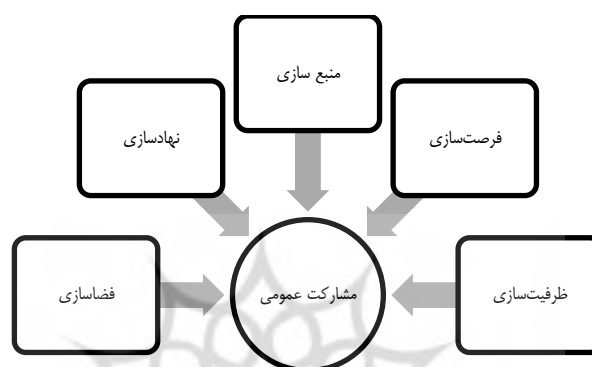 منبع سازی
فرصت‌سازی
نهادسازی
ظرفیت‌سازی
مشارکت عمومی
فضاسازی